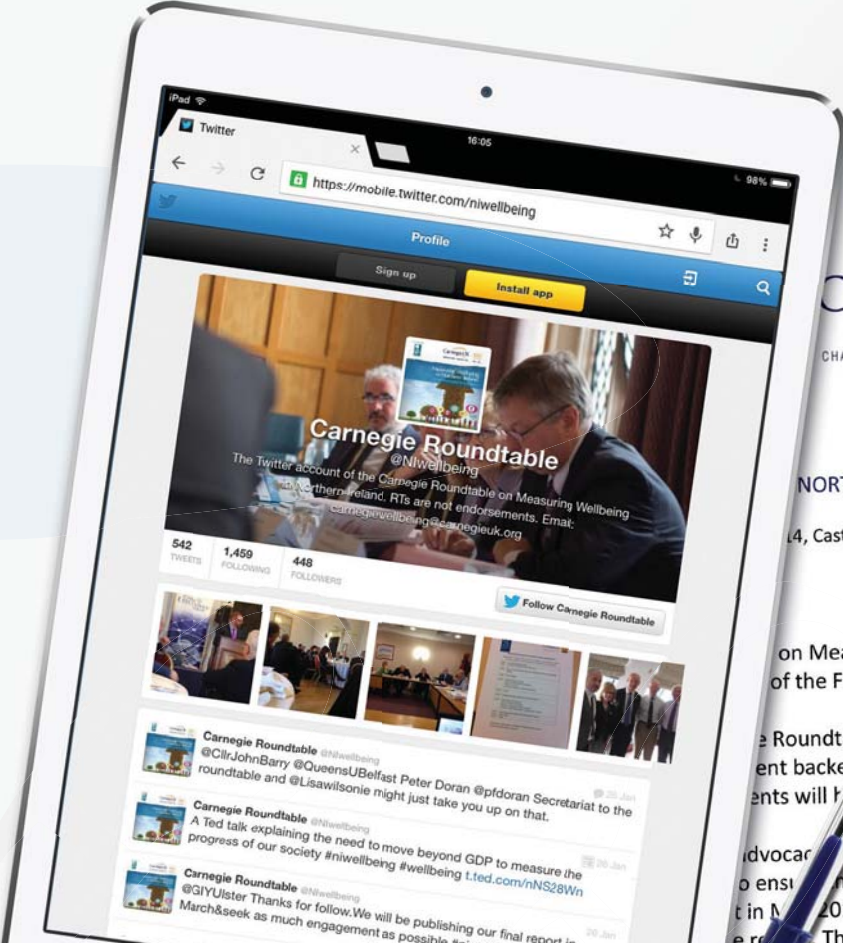 iPad
16:05
98%
Twitter
https://mobile.twitter.com/niwellbeing
Profile
Sign up
Install app
CarnegieUK
Carnegie Roundtable
@NIwellbeing
The Twitter account of the Carnegie Roundtable on Measuring Wellbeing
in Northern Ireland. RTs are not endorsements. Email:
carnegiewellbeing@carnegieuk.org
542
TWEETS
1,459
FOLLOWING
448
FOLLOWERS
Follow Carnegie Roundtable
Carnegie Roundtable @NIwellbeing
26 Jan
@CllrJohnBarry @QueensUBelfast Peter Doran @pfdoran Secretariat to the
roundtable and @Lisawilsonie might just take you up on that.
Carnegie Roundtable @NIwellbeing
26 Jan
A Ted talk explaining the need to move beyond GDP to measure the
progress of our society #niwellbeing #wellbeing t.ted.com/nNS28Wn
Carnegie Roundtable @NIwellbeing
26 Jan
@GIYUlster Thanks for follow.We will be publishing our final report in
March&seek as much engagement as possible
CHA
NORT
14, Cast
on Mea
of the F
e Roundt
ent backe
ents will h
dvocac
o ensu
t in M 20
Th